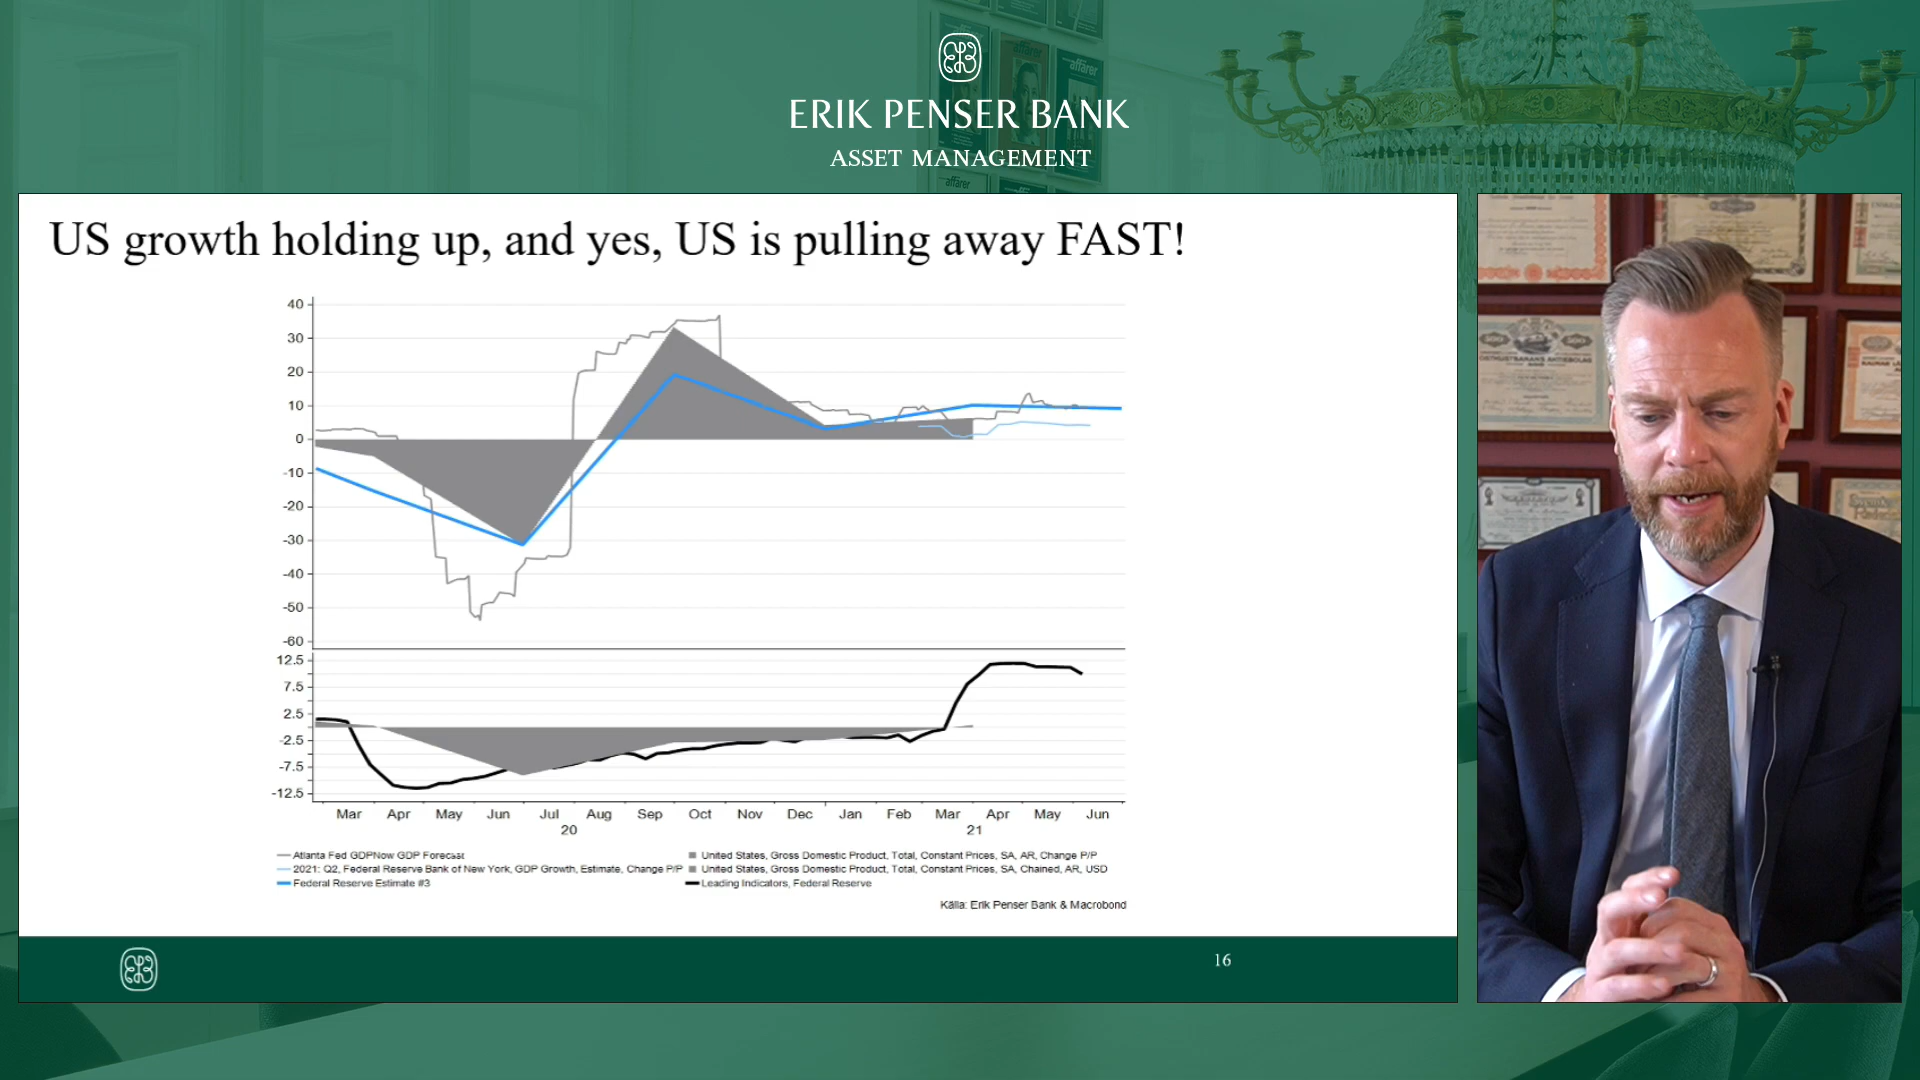 affärer
affärer
affärer
affärer
ERIK PENSER BANK
ASSET MANAGEMENT
US growth holding up, and yes, US is pulling away FAST!
40
30
20
10
0
-10
-20
-30
-40
-50
-60
12.5
7.5
2.5
-2.5
-7.5
-12.5
Mar Apr May Jun Jul Aug Sep Oct Nov Dec Jan Feb Mar Apr May Jun
20 21
Atlanta Fed GDPNow GDP Forecast
2021: Q2, Federal Reserve Bank of New York, GDP Growth, Estimate, Change P/P
Federal Reserve Estimate #3
United States, Gross Domestic Product, Total, Constant Prices, SA, AR, Change P/P
United States, Gross Domestic Product, Total, Constant Prices, SA, Chained, AR, USD
Leading Indicators, Federal Reserve
Källa: Erik Penser Bank & Macrobond
16